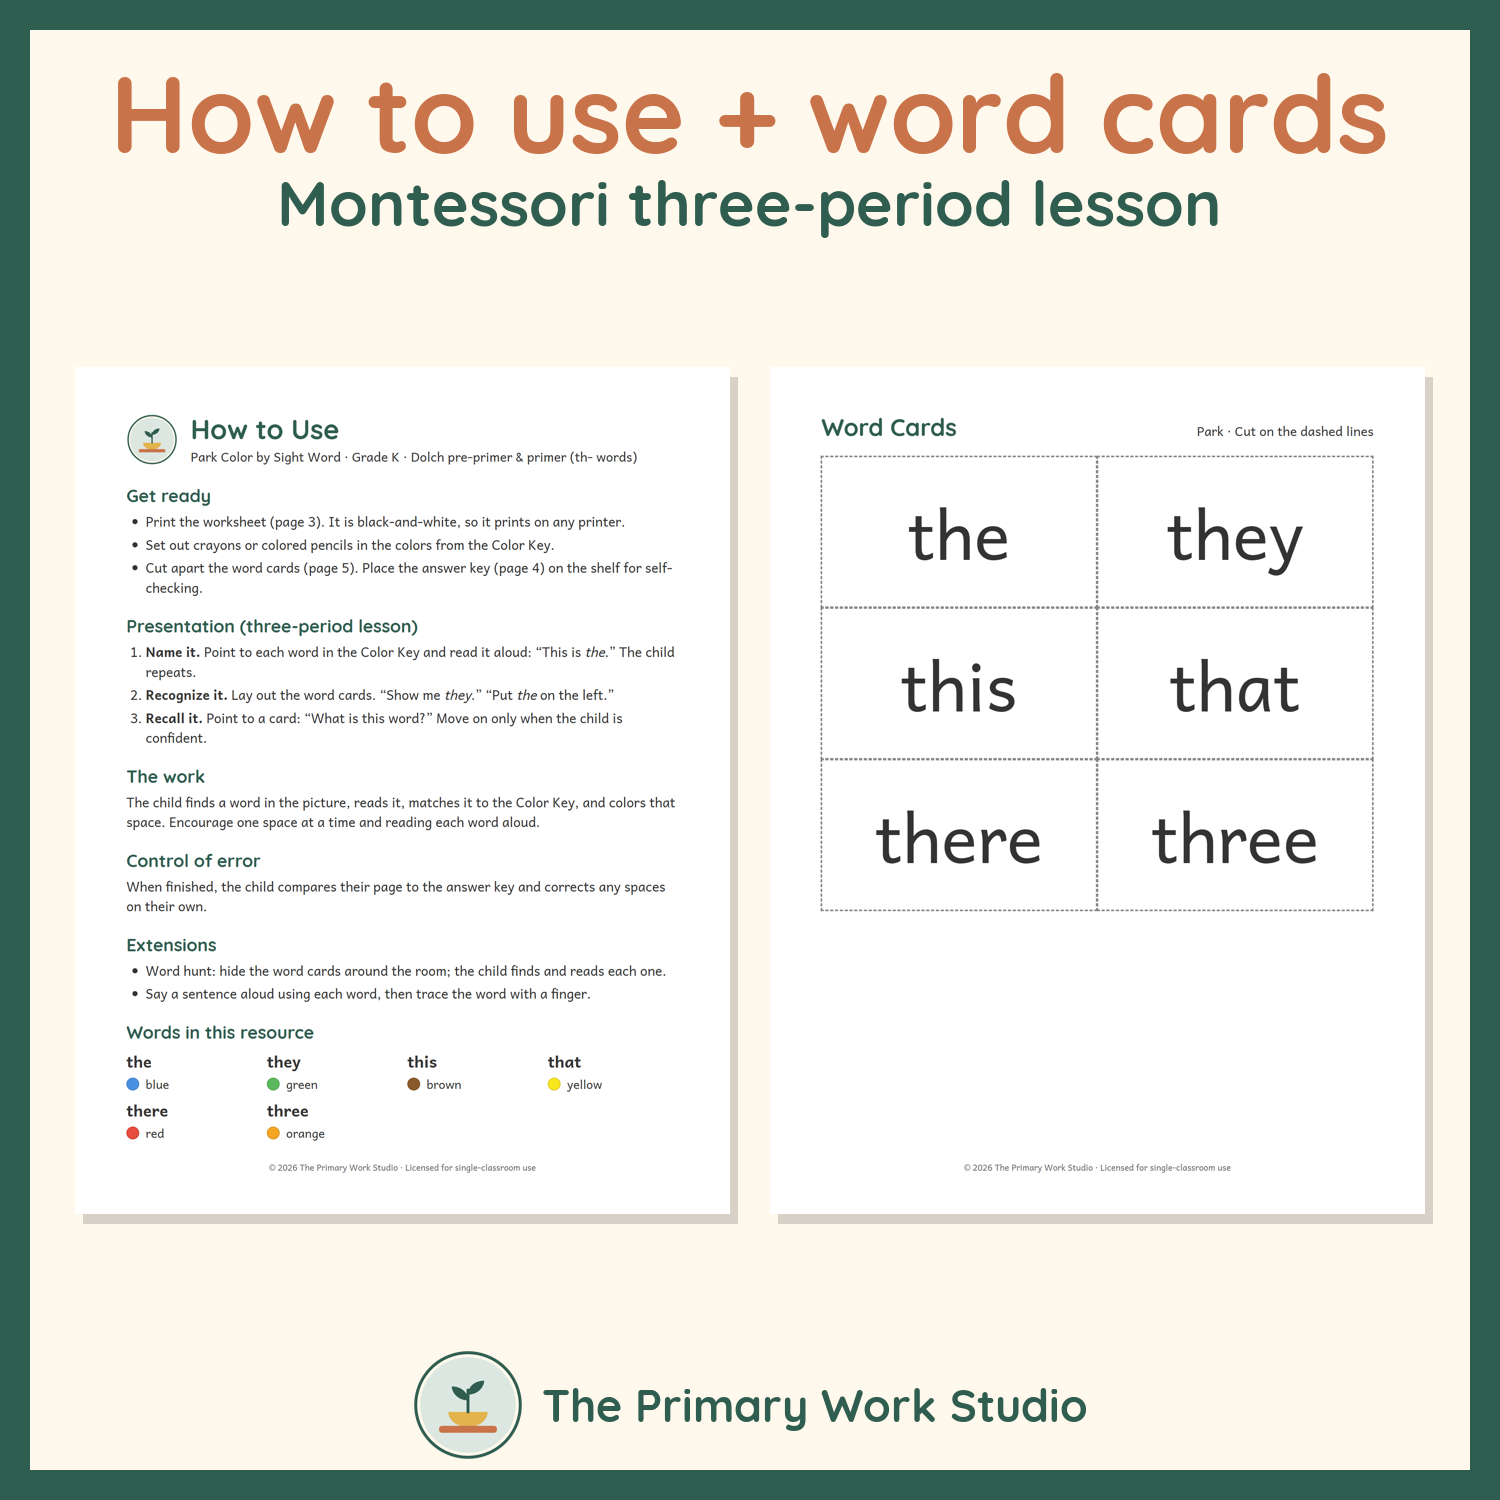 How to use + word cards
Montessori three-period lesson
How to Use
Park Color by Sight Word · Grade K · Dolch pre-primer & primer (th- words)
Get ready
• Print the worksheet (page 3). It is black-and-white, so it prints on any printer.
• Set out crayons or colored pencils in the colors from the Color Key.
• Cut apart the word cards (page 5). Place the answer key (page 4) on the shelf for self-
checking.
Presentation (three-period lesson)
1. Name it. Point to each word in the Color Key and read it aloud: “This is the.” The child
repeats.
2. Recognize it. Lay out the word cards. “Show me they.” “Put the on the left.”
3. Recall it. Point to a card: “What is this word?” Move on only when the child is
confident.
The work
The child finds a word in the picture, reads it, matches it to the Color Key, and colors that
space. Encourage one space at a time and reading each word aloud.
Control of error
When finished, the child compares their page to the answer key and corrects any spaces
on their own.
Extensions
• Word hunt: hide the word cards around the room; the child finds and reads each one.
• Say a sentence aloud using each word, then trace the word with a finger.
Words in this resource
the they this that
blue green brown yellow
there three
red orange
© 2026 The Primary Work Studio · Licensed for single-classroom use
Word Cards
Park · Cut on the dashed lines
the they
this that
there three
© 2026 The Primary Work Studio · Licensed for single-classroom use
The Primary Work Studio